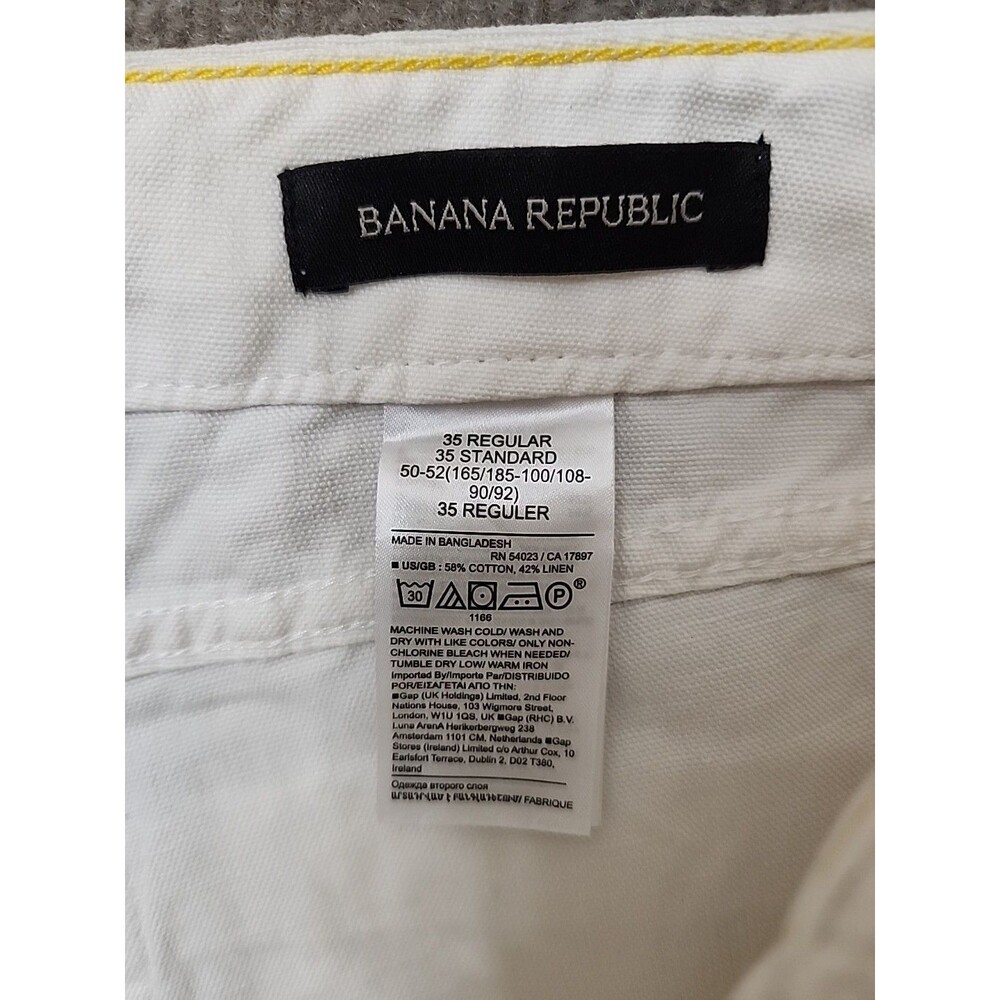 BANANA REPUBLIC
35 REGULAR
35 STANDARD
50-52(165/185-100/108-
90/92)
35 REGULER
MADE IN BANGLADESH
RN 54023 / CA 17897
■ US/GB : 58% COTTON, 42% LINEN
30 P ®
1166
MACHINE WASH COLD/ WASH AND
DRY WITH LIKE COLORS/ ONLY NON-
CHLORINE BLEACH WHEN NEEDED/
TUMBLE DRY LOW/ WARM IRON
Imported By/Importe Par/DISTRIBUIDO
POR/ΕΙΣΑΓΕΤΑΙ ΑΠΟ ΤΗΝ:
■Gap (UK Holdings) Limited, 2nd Floor
Nations House, 103 Wigmore Street,
London, W1U 1QS, UK ■Gap (RHC) B.V.
Luna ArenA Herikerbergweg 238
Amsterdam 1101 CM, Netherlands ■Gap
Stores (Ireland) Limited c/o Arthur Cox, 10
Earlsfort Terrace, Dublin 2, D02 T380,
Ireland
Одежда второго слоя
FABRIQUE